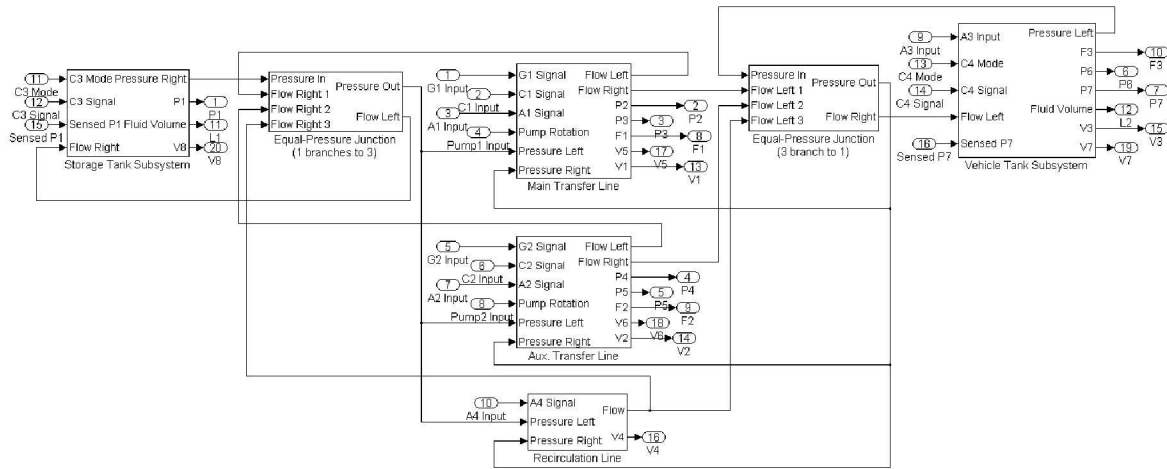 11
C3 Mode
12
C3 Signal
15
Sensed P1
C3 Mode Pressure Right
C3 Signal
P1
Sensed P1 Fluid Volume
Flow Right
V8
Storage Tank Subsystem
1
P1
11
L1
20
V8
Pressure In
Flow Right 1
Flow Right 2
Flow Right 3
Pressure Out
Flow Left
Equal-Pressure Junction
(1 branches to 3)
1
G1 Input
2
C1 Input
3
A1 Input
4
Pump1 Input
G1 Signal
C1 Signal
A1 Signal
Pump Rotation
Pressure Left
Pressure Right
Flow Left
Flow Right
P2
P3
F1
V5
V1
Main Transfer Line
2
P2
3
P3
8
F1
17
V5
13
V1
Pressure In
Flow Left 1
Flow Left 2
Flow Left 3
Pressure Out
Flow Right
Equal-Pressure Junction
(3 branch to 1)
9
A3 Input
13
C4 Mode
14
C4 Signal
16
Sensed P7
A3 Input
C4 Mode
C4 Signal
Flow Left
Sensed P7
Pressure Left
F3
P6
P7
Fluid Volume
V3
V7
Vehicle Tank Subsystem
10
F3
6
P6
7
P7
12
L2
15
V3
19
V7
5
G2 Input
6
C2 Input
7
A2 Input
8
Pump2 Input
G2 Signal
C2 Signal
A2 Signal
Pump Rotation
Pressure Left
Pressure Right
Flow Left
Flow Right
P4
P5
F2
V6
V2
Aux. Transfer Line
4
P4
5
P5
9
F2
18
V6
14
V2
10
A4 Input
A4 Signal
Pressure Left
Pressure Right
Flow
V4
Recirculation Line
16
V4